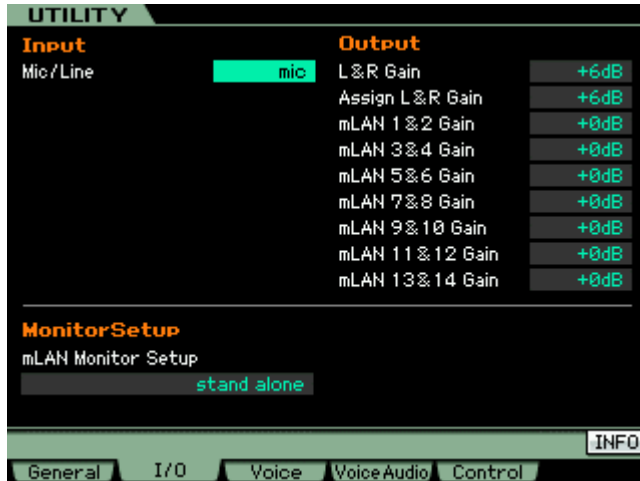 UTILITY
Input
Mic/Line mic
Output
L&R Gain +6dB
Assign L&R Gain +6dB
mLAN 1&2 Gain +0dB
mLAN 3&4 Gain +0dB
mLAN 5&6 Gain +0dB
mLAN 7&8 Gain +0dB
mLAN 9&10 Gain +0dB
mLAN 11&12 Gain +0dB
mLAN 13&14 Gain +0dB
MonitorSetup
mLAN Monitor Setup
stand alone
INFO
General I/O Voice Voice Audio Control